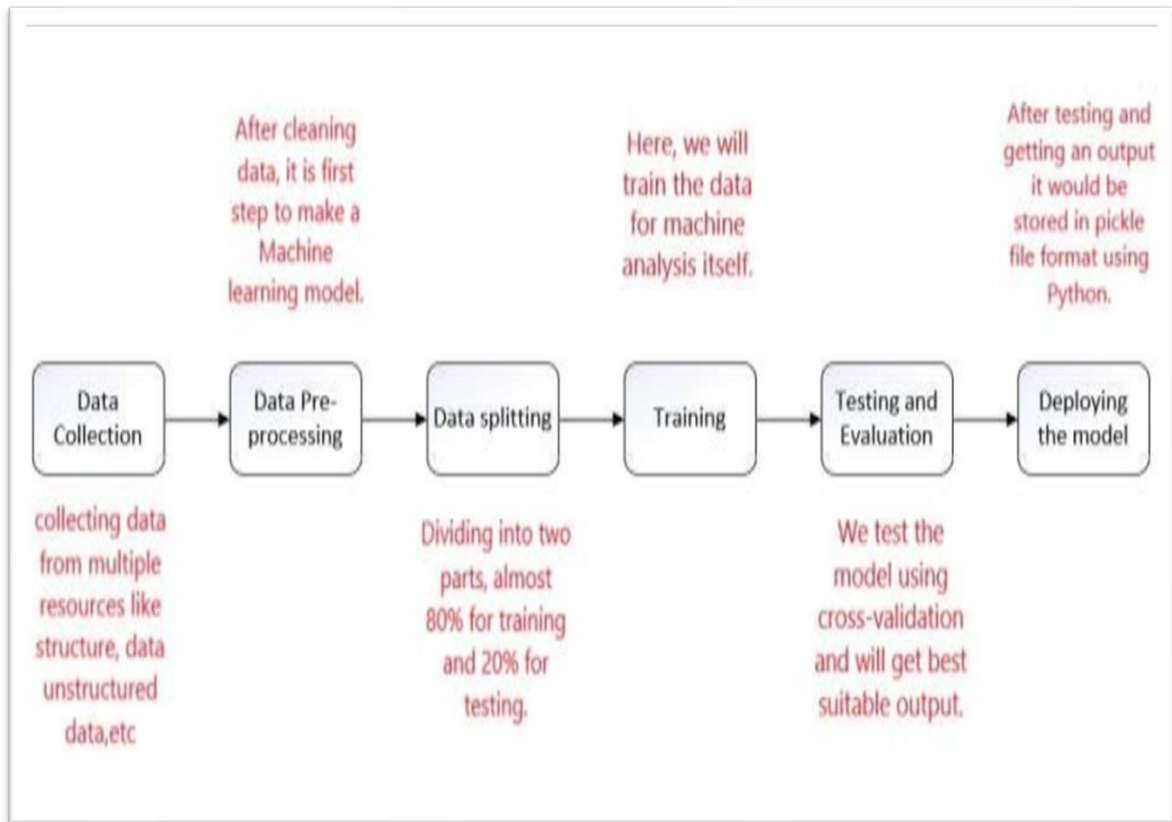 After cleaning
data, it is first
step to make a
Machine
learning model.
Here, we will
train the data
for machine
analysis itself.
After testing and
getting an output
it would be
stored in pickle
file format using
Python.
Data
Collection
Data Pre-
processing
Data splitting
Training
Testing and
Evaluation
Deploying
the model
collecting data
from multiple
resources like
structure, data
unstructured
data,etc
Dividing into two
parts, almost
80% for training
and 20% for
testing.
We test the
model using
cross-validation
and will get best
suitable output.